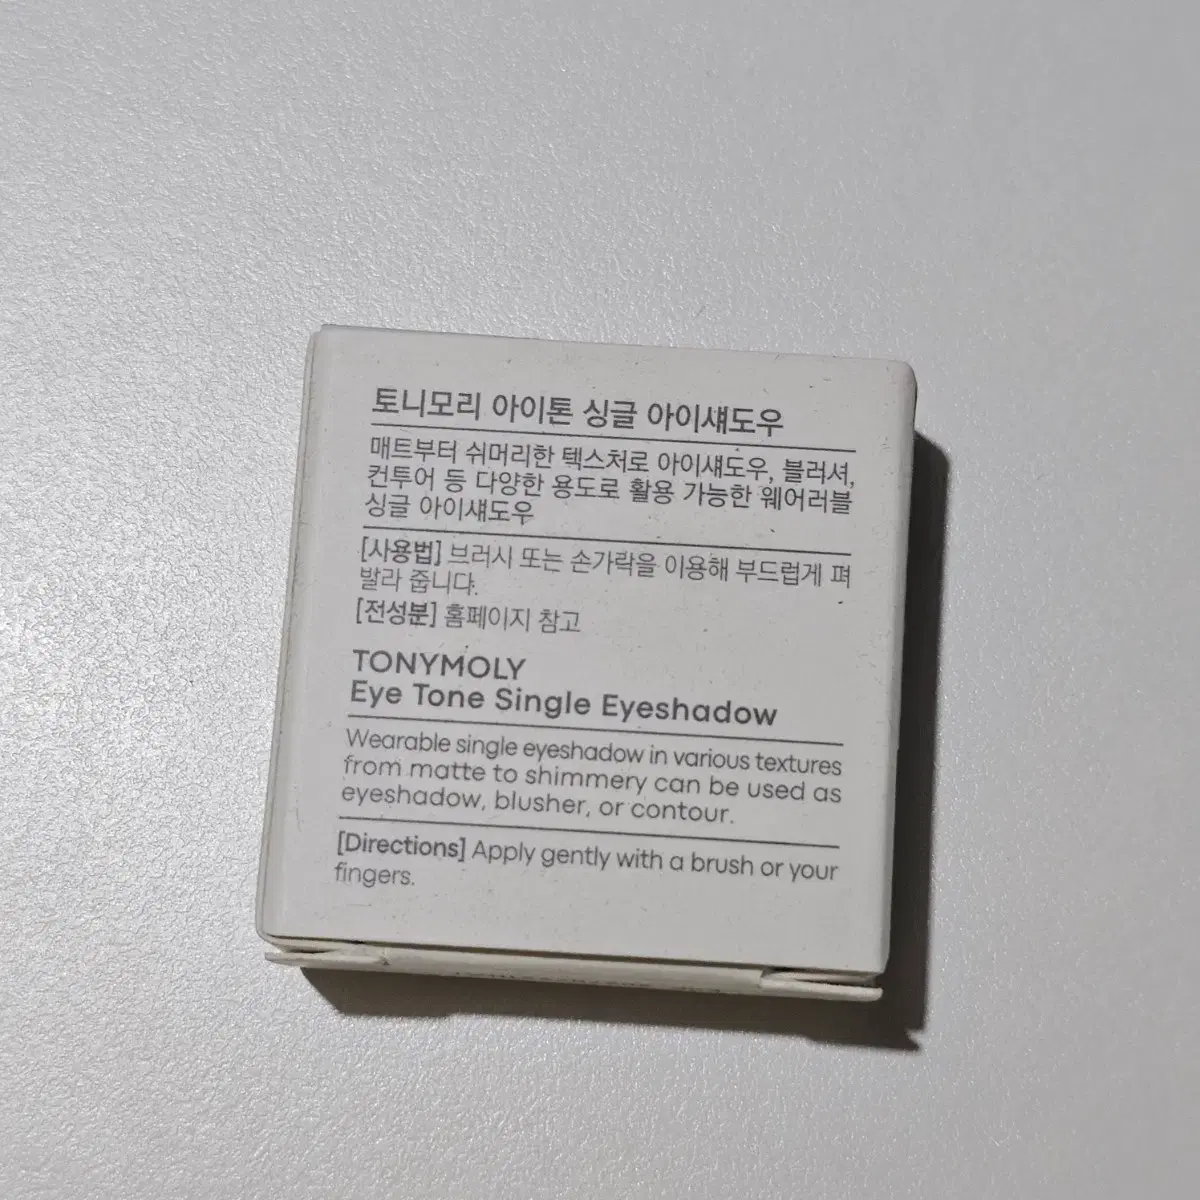 토니모리 아이톤 싱글 아이섀도우
매트부터 쉬머리한 텍스처로 아이섀도우, 블러셔,
컨투어 등 다양한 용도로 활용 가능한 웨어러블
싱글 아이섀도우
[사용법] 브러시 또는 손가락을 이용해 부드럽게 펴
발라 줍니다.
[전성분] 홈페이지 참고
TONYMOLY
Eye Tone Single Eyeshadow
Wearable single eyeshadow in various textures
from matte to shimmery can be used as
eyeshadow, blusher, or contour.
[Directions] Apply gently with a brush or your
fingers.